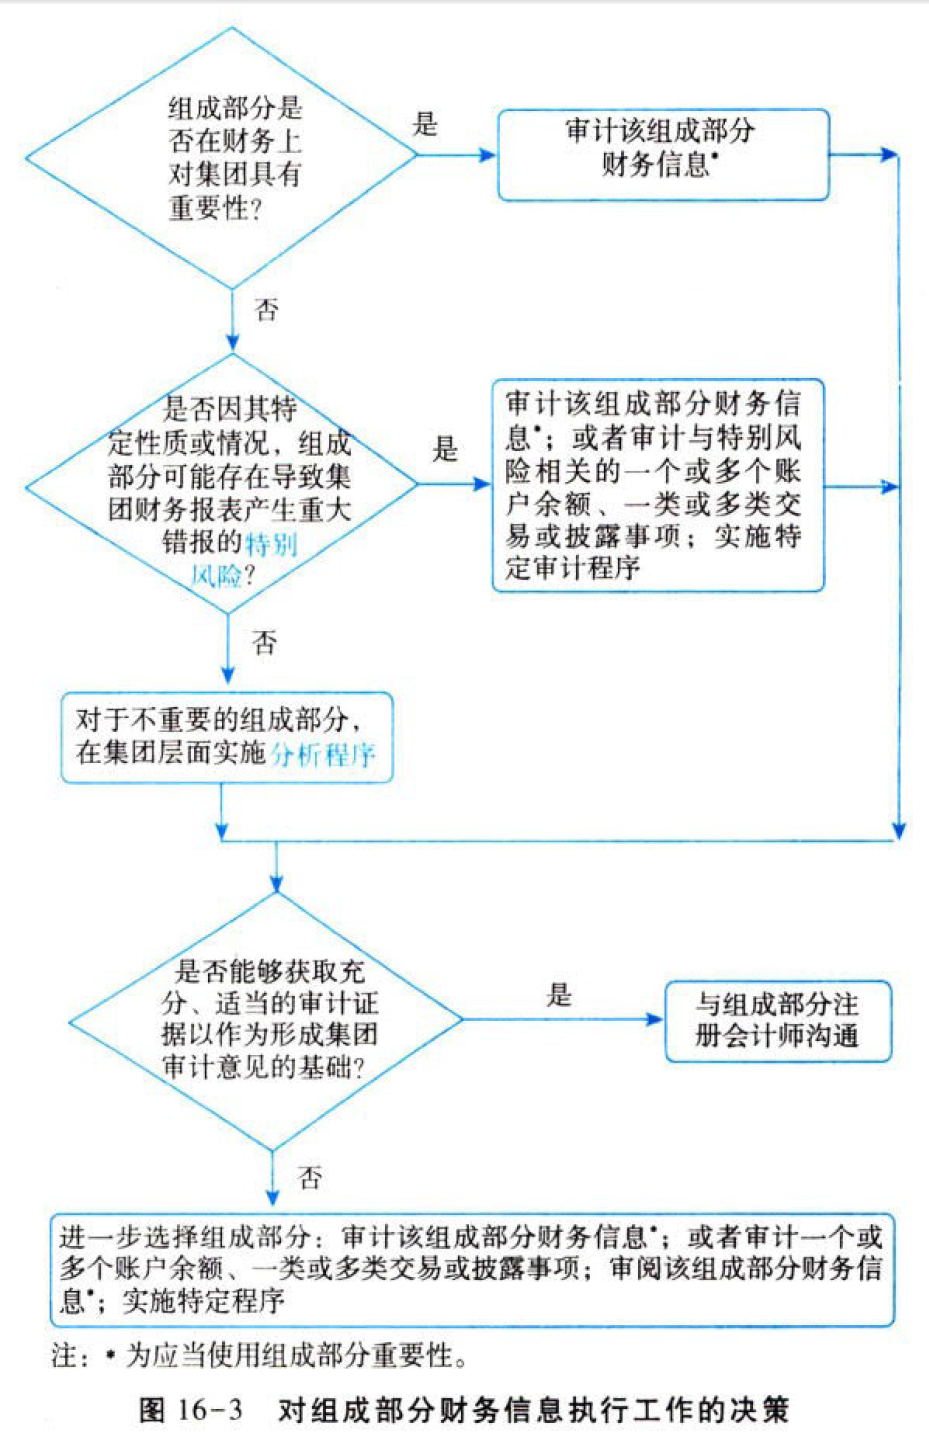 组成部分是
否在财务上
对集团具有
重要性?
是
审计该组成部分
财务信息*
否
是否因其特
定性质或情况，组成
部分可能存在导致集
团财务报表产生重大
错报的特别
风险?
是
审计该组成部分财务信
息*；或者审计与特别风
险相关的一个或多个账
户余额、一类或多类交
易或披露事项；实施特
定审计程序
否
对于不重要的组成部分，
在集团层面实施分析程序
是否能够获取充
分、适当的审计证
据以作为形成集团
审计意见的基础?
是
与组成部分注
册会计师沟通
否
进一步选择组成部分：审计该组成部分财务信息*；或者审计一个或
多个账户余额、一类或多类交易或披露事项；审阅该组成部分财务信
息*；实施特定程序
注：*为应当使用组成部分重要性。
图 16-3 对组成部分财务信息执行工作的决策